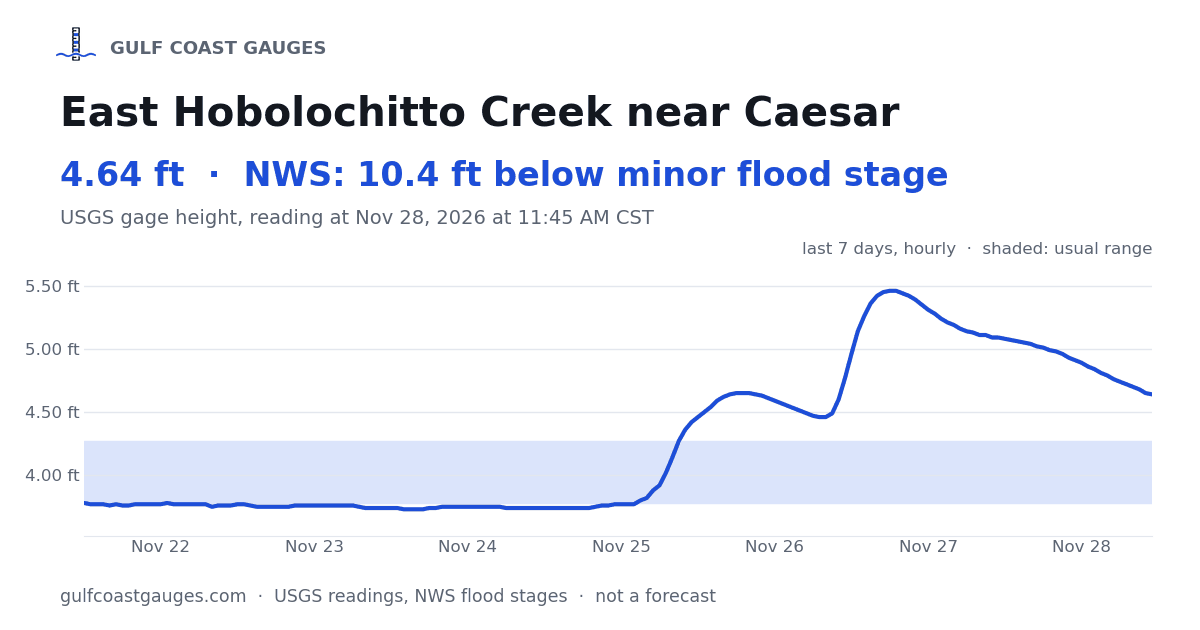 GULF COAST GAUGES
East Hobolochitto Creek near Caesar
4.64 ft · NWS: 10.4 ft below minor flood stage
USGS gage height, reading at Nov 28, 2026 at 11:45 AM CST
last 7 days, hourly · shaded: usual range
5.50 ft
5.00 ft
4.50 ft
4.00 ft
Nov 22 Nov 23 Nov 24 Nov 25 Nov 26 Nov 27 Nov 28
gulfcoastgauges.com · USGS readings, NWS flood stages · not a forecast